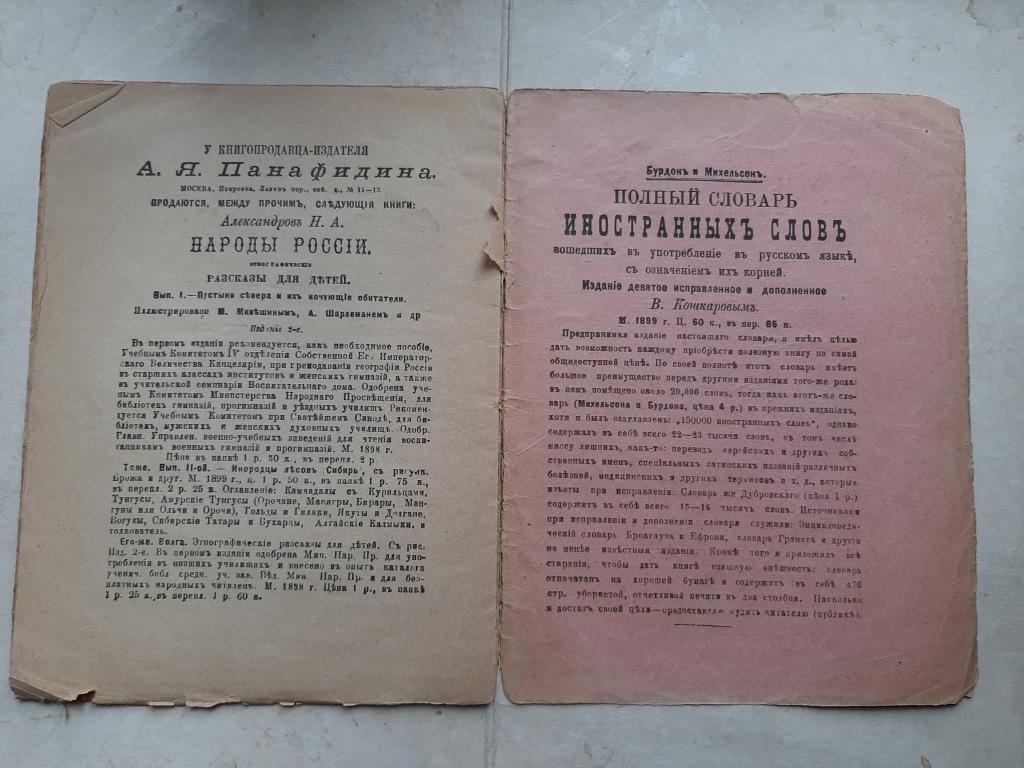 У КНИГОПРОДАВЦА-ИЗДАТЕЛЯ
А. Я. Панафидина.
МОСКВА, Покровка, Лялин пер., соб. д., № 11—13.
ПРОДАЮТСЯ, МЕЖДУ ПРОЧИМЪ, СЛѢДУЮЩІЯ КНИГИ:
Александровъ Н. А.
НАРОДЫ РОССІИ.
ЭТНОГРАФИЧЕСКІЕ
РАЗСКАЗЫ ДЛЯ ДѢТЕЙ.
Вып. I.—Пустыни сѣвера и их кочующіе обитатели.
Иллюстрировано М. Микѣшинымъ, А. Шарлеманемъ и др
Изданіе 2-е.
Въ первомъ изданіи рекомендуется, какъ необходимое пособіе,
Учебнымъ Комитетомъ IV отдѣленія Собственной Его Император-
скаго Величества Канцеляріи, при преподаваніи географіи Россіи
въ старшихъ классахъ институтовъ и женскихъ гимназій, а также
въ учительской семинаріи Воспитательнаго дома. Одобрена уче-
нымъ Комитетомъ Министерства Народнаго Просвѣщенія, для
библіотекъ гимназій, прогимназій и уѣздныхъ училищъ Рекомен-
дуется Учебнымъ Комитетомъ при Святѣйшемъ Синодѣ, для би-
бліотекъ, мужскихъ и женскихъ духовныхъ училищъ. Одобр.
Главн. Управлен. военно-учебныхъ заведеній для чтенія воспи-
танникамъ военныхъ гимназій и прогимназій. М. 1898 г.
Цѣна въ папкѣ 1 р. 50 к., въ перепл. 2 р.
Тоже. Вып. II-ой. — Инородцы лѣсовъ Сибирь, съ рисунк.
Брожа и друг. М. 1899 г., ц. 1 р. 50 к., въ папкѣ 1 р. 75 к.,
въ перепл. 2 р. 25 к. Оглавленіе: Камчадалы съ Курильцами,
Тунгусы, Амурскіе Тунгусы (Орочяне, Манягры, Бирары, Ман-
гуны или Ольчи и Орочи), Гольды и Гиляки, Якуты и Долгане,
Вогулы, Сибирские Татары и Бухарцы, Алтайскіе Калмыки, и
толкователь.
Его-же. Волга. Этнографическіе разсказы для дѣтей. Съ рис.
Изд. 2-е. Въ первомъ изданіи одобрена Мин. Нар. Пр. для упо-
требленія въ низшихъ училищахъ и внесено въ опытъ каталога
ученич. библ средн. уч. зав. Вѣд. Мин. Нар. Пр. и для без-
платныхъ народныхъ читаленъ. М. 1898 г. Цѣна 1 р., въ папкѣ
1 р. 25 к., въ перепл. 1 р. 60 к.
Бурдонъ и Михельсонъ.
ПОЛНЫЙ СЛОВАРЬ
ИНОСТРАННЫХЪ СЛОВЪ
вошедшихъ въ употребление въ русскомъ языкѣ,
съ означеніемъ ихъ корней.
Изданіе девятое исправленное и дополненное
В. Кошкаровымъ.
М. 1899 г. Ц. 60 к., въ пер. 85 к.
Предпринимая изданіе настоящаго словаря, я имѣлъ цѣлью
дать возможность каждому пріобрѣсти полезную книгу по самой
общедоступной цѣнѣ. По своей полнотѣ этотъ словарь имѣетъ
большое преимущество передъ другими изданіями того-же рода:
въ немъ помѣщено около 20,000 словъ, тогда какъ этотъ-же сло-
варь (Михельсона и Бурдона, цѣна 4 р.) въ прежнихъ изданіяхъ,
хотя и былъ озаглавленъ: „150000 иностранныхъ словъ", однако
содержалъ въ себѣ всего 22—23 тысячи словъ, въ томъ числѣ
массу лишнихъ, какъ-то: переводъ еврейскихъ и другихъ соб-
ственныхъ именъ, спеціальныхъ латинскихъ названій различныхъ
болѣзней, медицинскихъ и другихъ терминовъ и т. д., которые
изъяты при исправленіи. Словарь же Дубровскаго (цѣна 1 р.)
содержитъ въ себѣ всего 15—16 тысячъ словъ. Источниками
при исправленіи и дополненіи словаря служили: Энциклопеди-
ческій словарь Брокгауза и Ефрона, словарь Граната и другія
не менѣе извѣстныя изданія. Кромѣ того я приложилъ всѣ
старанія, чтобы дать книгѣ изящную внѣшность: словарь
отпечатанъ на хорошей бумагѣ и содержитъ въ себѣ 476
стр. убористой, отчетливой печати въ два столбца. Насколько
я достигъ своей цѣли—предоставляю судить читателю (публикѣ).